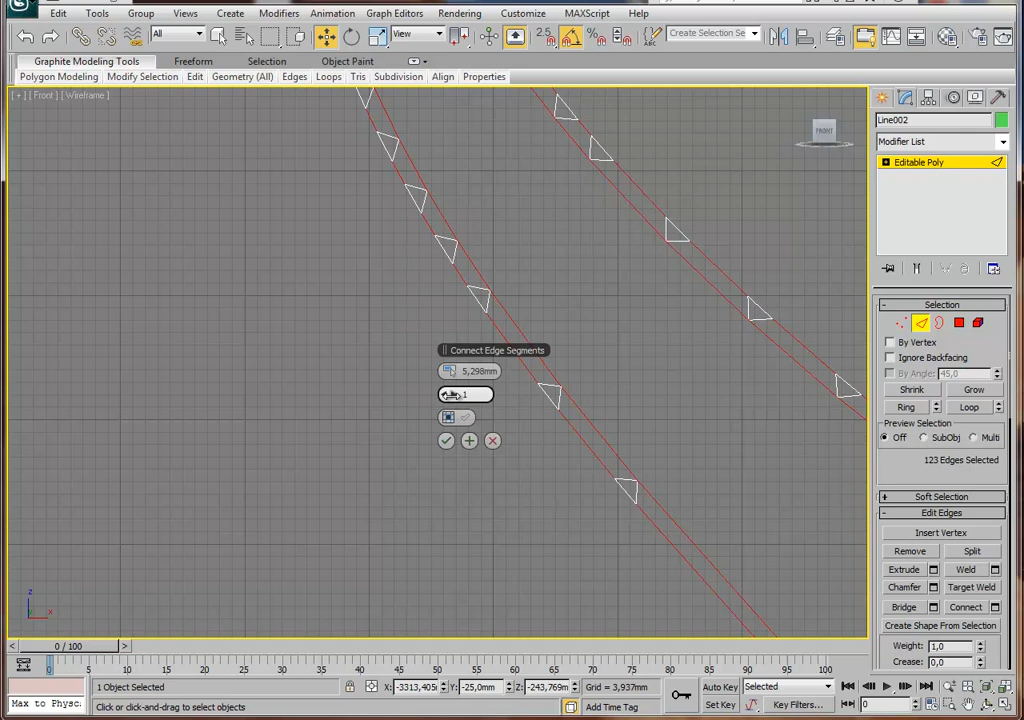 Edit Tools Group Views Create Modifiers Animation Graph Editors Rendering Customize MAXScript Help
All View 2.5 Create Selection Se
Graphite Modeling Tools Freeform Selection Object Paint
Polygon Modeling Modify Selection Edit Geometry (All) Edges Loops Tris Subdivision Align Properties
[ + ] [ Front ] [ Wireframe ]
FRONT
Line002
Modifier List
Editable Poly
- Selection
By Vertex
Ignore Backfacing
By Angle: 45,0
Shrink Grow
Ring Loop
Preview Selection
Off SubObj Multi
123 Edges Selected
+ Soft Selection
- Edit Edges
Insert Vertex
Remove Split
Extrude Weld
Chamfer Target Weld
Bridge Connect
Create Shape From Selection
Weight: 1,0
Crease: 0,0
Connect Edge Segments
5,298mm
1
z
x
< 0 / 100 >
0 5 10 15 20 25 30 35 40 45 50 55 60 65 70 75 80 85 90 95 100
1 Object Selected X: -3313,405 Y: -25,0mm Z: -243,769m Grid = 3,937mm Auto Key Selected
Max to Physc: Click or click-and-drag to select objects Add Time Tag Set Key Key Filters... 0